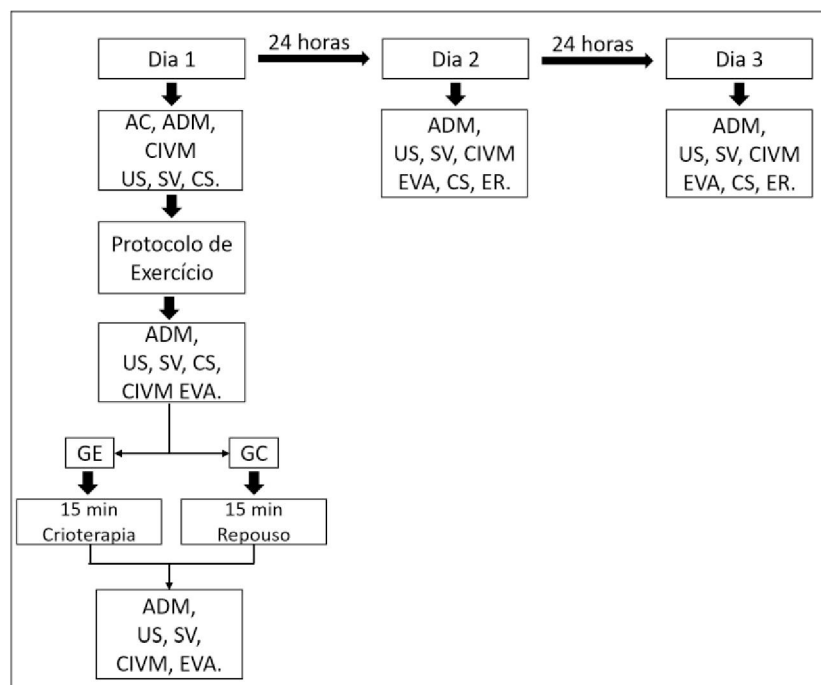 Dia 1
24 horas
Dia 2
24 horas
Dia 3
AC, ADM,
CIVM
US, SV, CS.
ADM,
US, SV, CIVM
EVA, CS, ER.
ADM,
US, SV, CIVM
EVA, CS, ER.
Protocolo de
Exercício
ADM,
US, SV, CS,
CIVM EVA.
GE
GC
15 min
Crioterapia
15 min
Repouso
ADM,
US, SV,
CIVM, EVA.